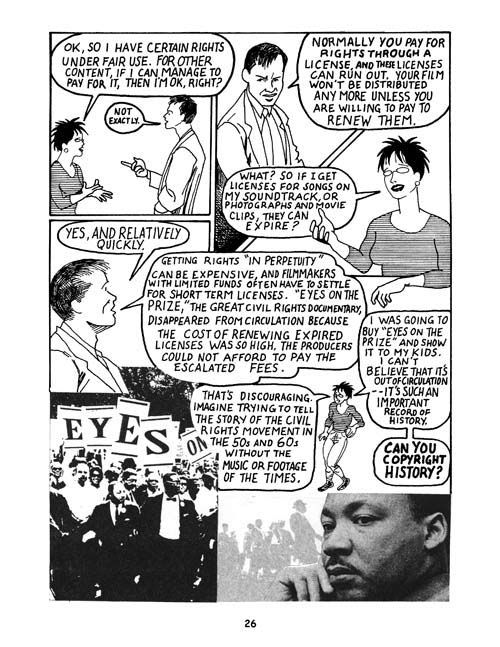 OK, SO I HAVE CERTAIN RIGHTS
UNDER FAIR USE. FOR OTHER
CONTENT, IF I CAN MANAGE TO
PAY FOR IT, THEN I'M OK, RIGHT?
NOT
EXACTLY.
NORMALLY YOU PAY FOR
RIGHTS THROUGH A
LICENSE, AND THESE LICENSES
CAN RUN OUT. YOUR FILM
WON'T BE DISTRIBUTED
ANY MORE UNLESS YOU
ARE WILLING TO PAY TO
RENEW THEM.
WHAT? SO IF I GET
LICENSES FOR SONGS ON
MY SOUNDTRACK, OR
PHOTOGRAPHS AND MOVIE
CLIPS, THEY CAN
EXPIRE?
YES, AND RELATIVELY
QUICKLY.
GETTING RIGHTS "IN PERPETUITY"
CAN BE EXPENSIVE, AND FILMMAKERS
WITH LIMITED FUNDS OFTEN HAVE TO SETTLE
FOR SHORT TERM LICENSES. "EYES ON THE
PRIZE," THE GREAT CIVIL RIGHTS DOCUMENTARY,
DISAPPEARED FROM CIRCULATION BECAUSE
THE COST OF RENEWING EXPIRED
LICENSES WAS SO HIGH, THE PRODUCERS
COULD NOT AFFORD TO PAY THE
ESCALATED FEES.
I WAS GOING TO
BUY "EYES ON THE
PRIZE" AND SHOW
IT TO MY KIDS.
I CAN'T
BELIEVE THAT IT'S
OUT OF CIRCULATION
--IT'S SUCH AN
IMPORTANT
RECORD OF
HISTORY.
CAN YOU
COPYRIGHT
HISTORY?
THAT'S DISCOURAGING.
IMAGINE TRYING TO TELL
THE STORY OF THE CIVIL
RIGHTS MOVEMENT IN
THE 50s AND 60s
WITHOUT THE
MUSIC OR FOOTAGE
OF THE TIMES.
EYES ON
26